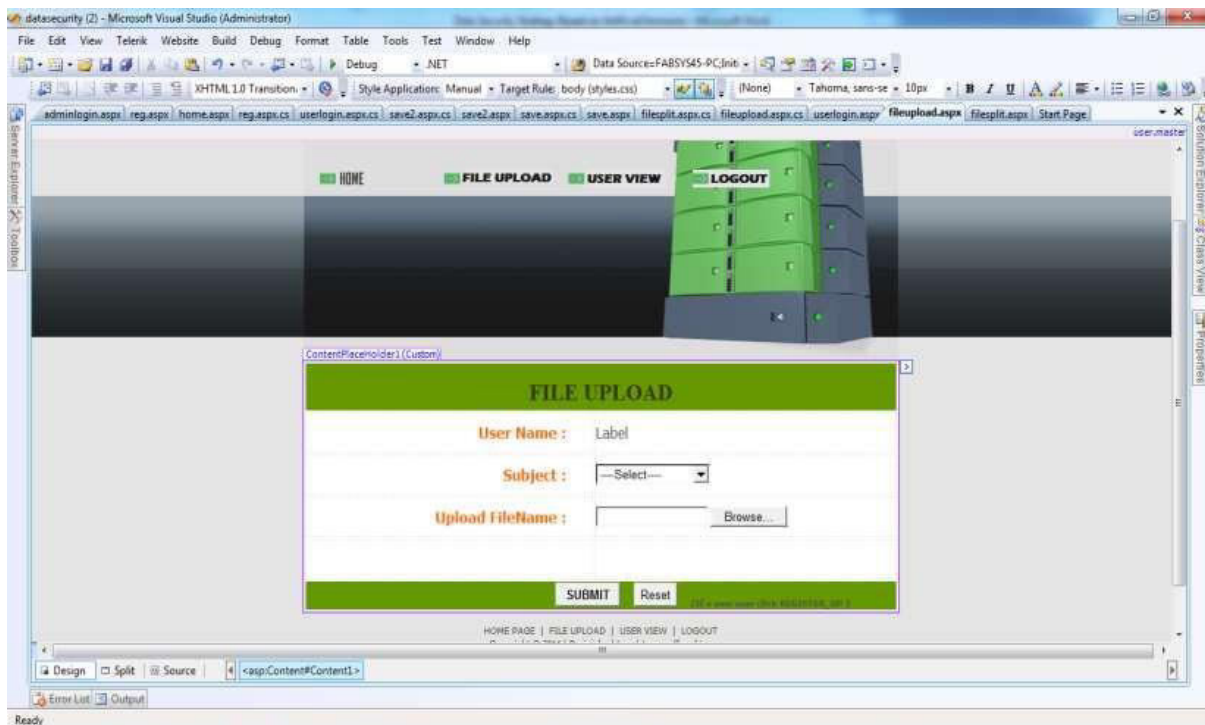 datasecurity (2) - Microsoft Visual Studio (Administrator)
File Edit View Telerik Website Build Debug Format Table Tools Test Window Help
Debug .NET Data Source=FABSYS45-PC;Initi
XHTML 1.0 Transition Style Application: Manual Target Rule: body (styles.css) (None) Tahoma, sans-se 10px B I U A
adminlogin.aspx reg.aspx home.aspx reg.aspx.cs userlogin.aspx.cs save2.aspx.cs save2.aspx save.aspx.cs save.aspx filesplit.aspx.cs fileupload.aspx.cs userlogin.aspx fileupload.aspx filesplit.aspx Start Page
user.master
Server Explorer
Toolbox
Solution Explorer
Class View
Properties
HOME FILE UPLOAD USER VIEW LOGOUT
ContentPlaceHolder1 (Custom)
FILE UPLOAD
User Name : Label
Subject : ---Select----
Upload FileName : Browse...
SUBMIT Reset
HOME PAGE | FILE UPLOAD | USER VIEW | LOGOUT
Design Split Source <asp:Content#Content1>
Error List Output
Ready